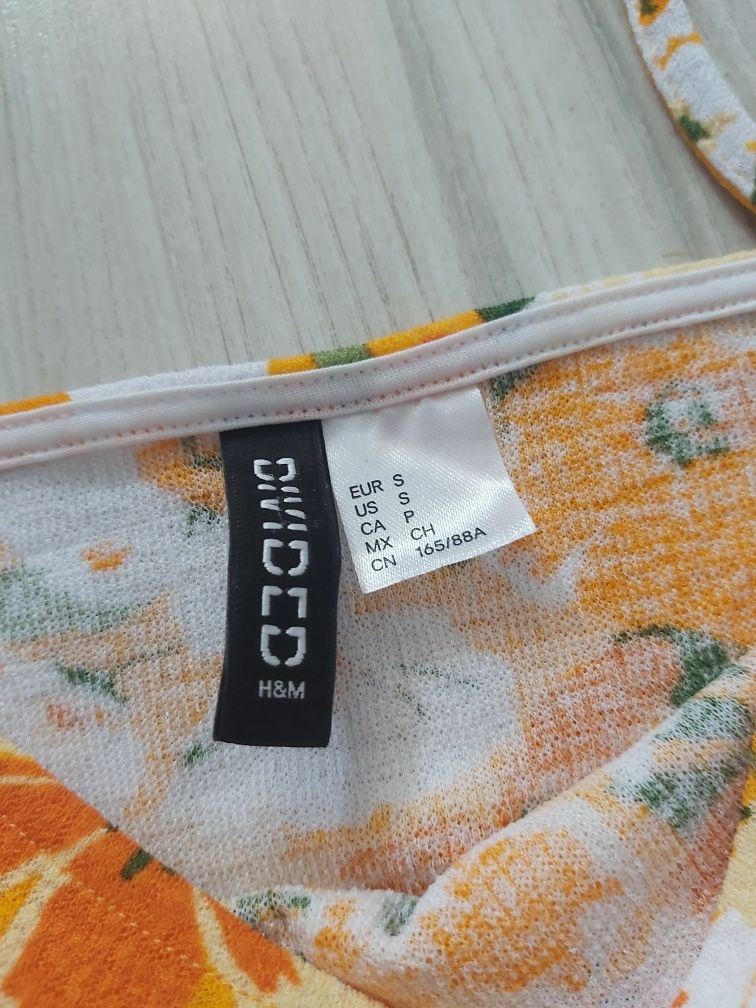 DIVIDED
H&M
EUR S
US S
CA P
MX CH
CN 165/88A